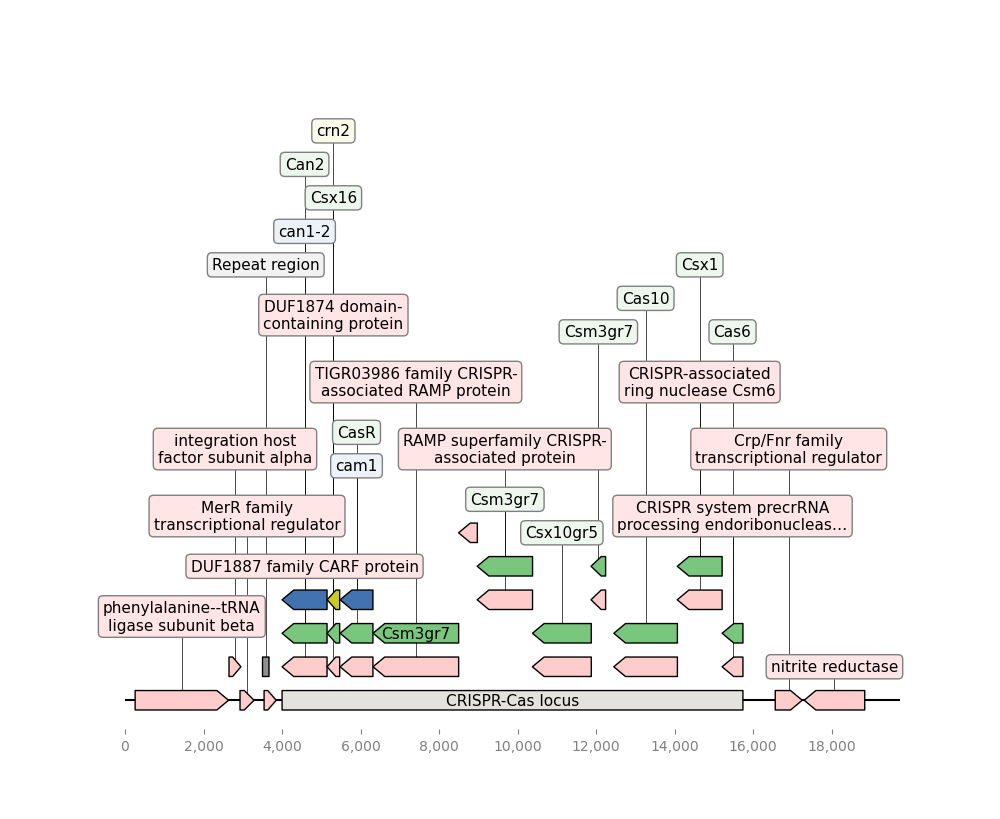 crn2
Can2
Csx16
can1-2
Repeat region
Csx1
DUF1874 domain-
containing protein
Cas10
Csm3gr7
Cas6
TIGR03986 family CRISPR-
associated RAMP protein
CRISPR-associated
ring nuclease Csm6
CasR
integration host
factor subunit alpha
RAMP superfamily CRISPR-
associated protein
Crp/Fnr family
transcriptional regulator
cam1
Csm3gr7
MerR family
transcriptional regulator
CRISPR system precrRNA
processing endoribonucleas...
Csx10gr5
DUF1887 family CARF protein
phenylalanine--tRNA
ligase subunit beta
Csm3gr7
nitrite reductase
CRISPR-Cas locus
0 2,000 4,000 6,000 8,000 10,000 12,000 14,000 16,000 18,000